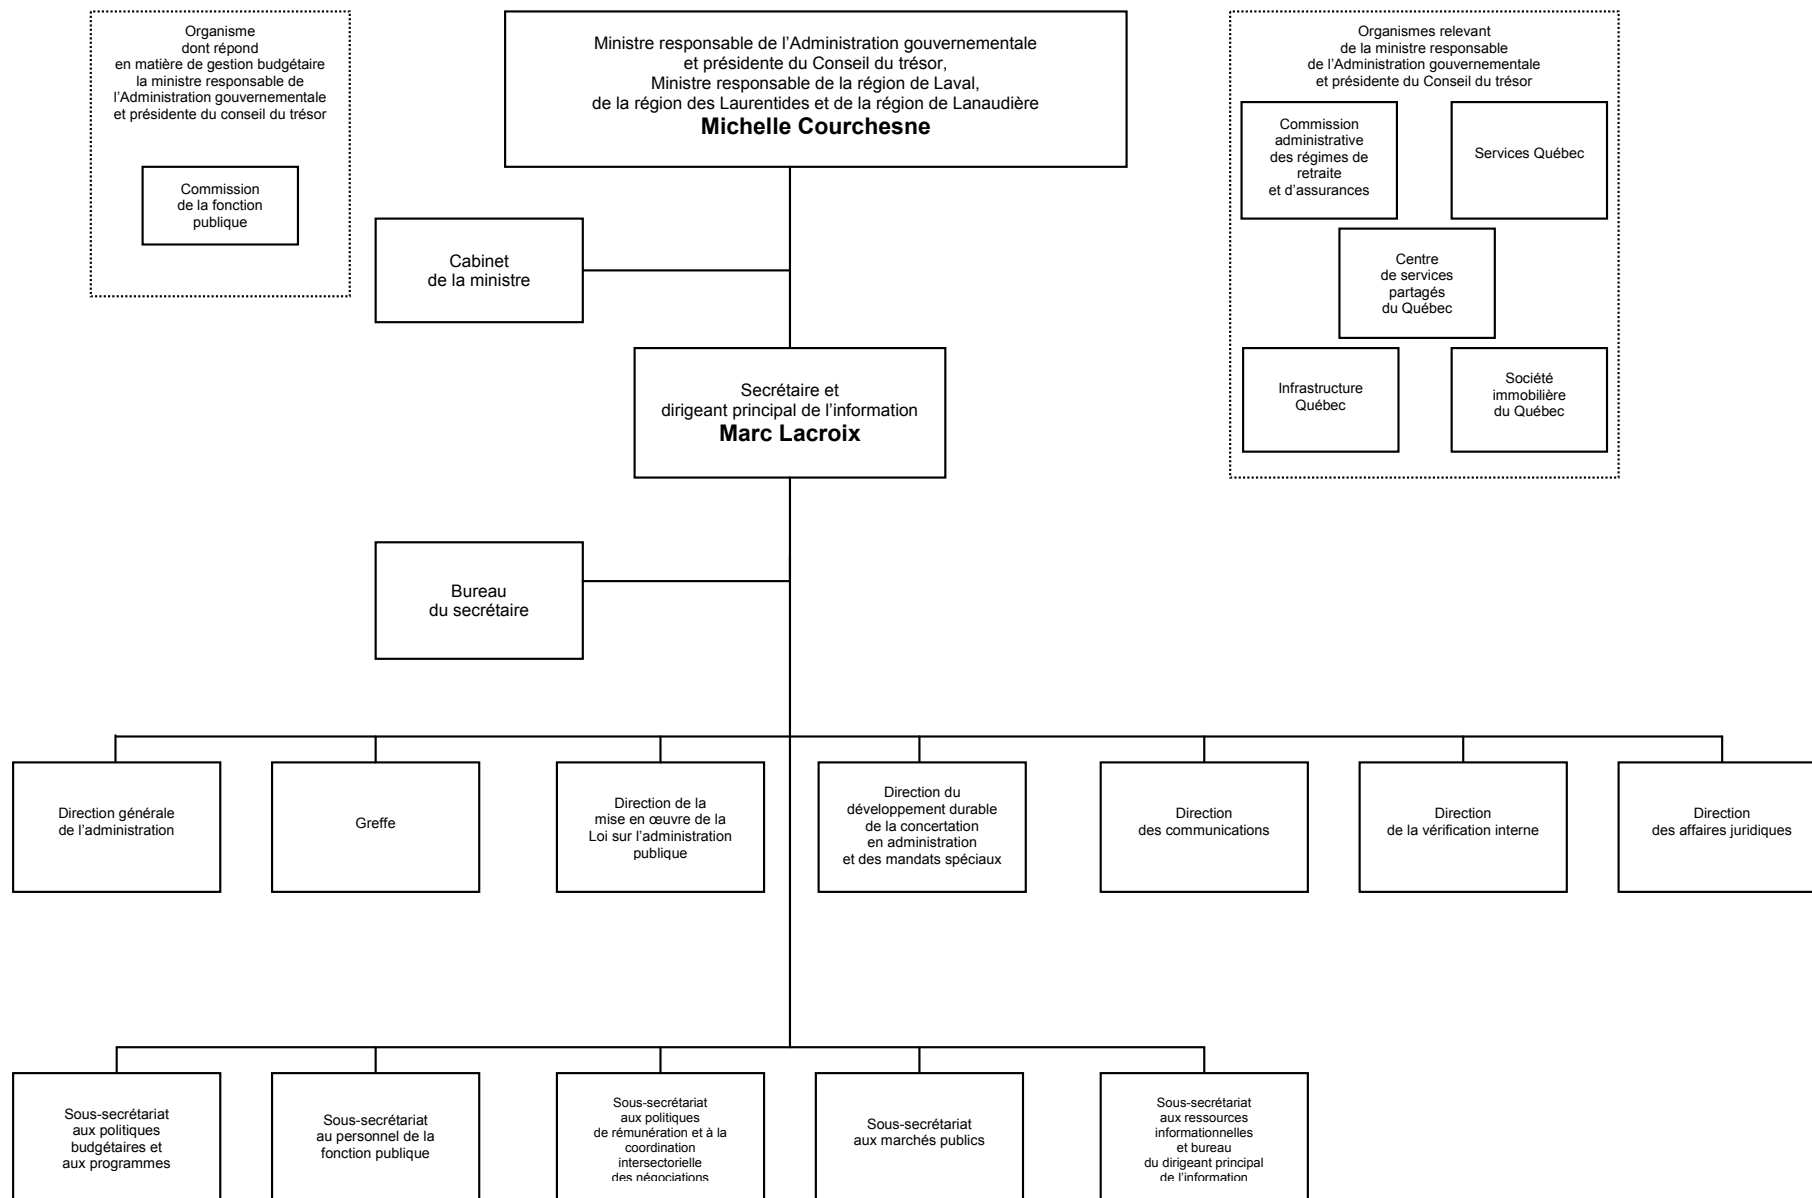 Organisme
dont répond
en matière de gestion budgétaire
la ministre responsable de
l’Administration gouvernementale
et présidente du conseil du trésor
Commission
de la fonction
publique
Ministre responsable de l’Administration gouvernementale
et présidente du Conseil du trésor,
Ministre responsable de la région de Laval,
de la région des Laurentides et de la région de Lanaudière
Michelle Courchesne
Organismes relevant
de la ministre responsable
de l’Administration gouvernementale
et présidente du Conseil du trésor
Commission
administrative
des régimes de
retraite
et d’assurances
Services Québec
Centre
de services
partagés
du Québec
Infrastructure
Québec
Société
immobilière
du Québec
Cabinet
de la ministre
Secrétaire et
dirigeant principal de l’information
Marc Lacroix
Bureau
du secrétaire
Direction générale
de l’administration
Greffe
Direction de la
mise en œuvre de la
Loi sur l’administration
publique
Direction du
développement durable
de la concertation
en administration
et des mandats spéciaux
Direction
des communications
Direction
de la vérification interne
Direction
des affaires juridiques
Sous-secrétariat
aux politiques
budgétaires et
aux programmes
Sous-secrétariat
au personnel de la
fonction publique
Sous-secrétariat
aux politiques
de rémunération et à la
coordination
intersectorielle
des négociations
Sous-secrétariat
aux marchés publics
Sous-secrétariat
aux ressources
informationnelles
et bureau
du dirigeant principal
de l’information